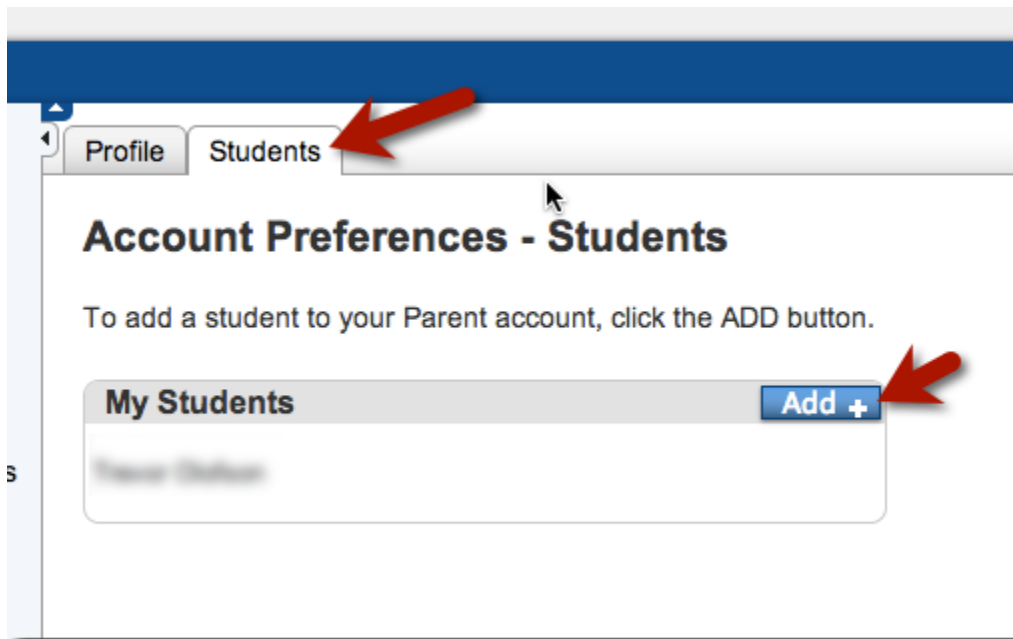 Profile
Students
Account Preferences - Students
To add a student to your Parent account, click the ADD button.
My Students
Add +
s